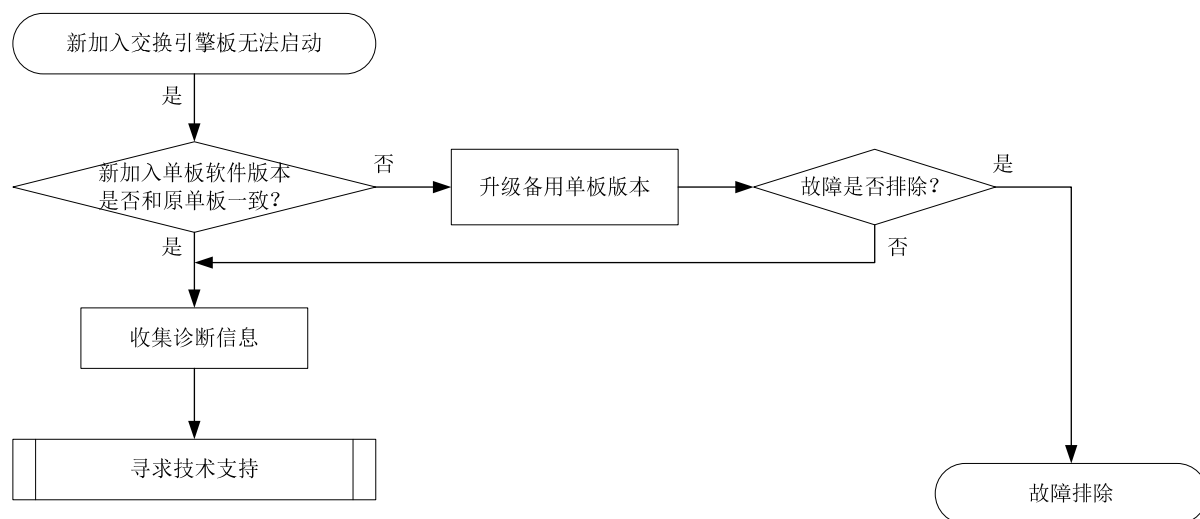 新加入交换引擎板无法启动
是
新加入单板软件版本
是否和原单板一致？
否
升级备用单板版本
故障是否排除？
是
是
否
收集诊断信息
寻求技术支持
故障排除